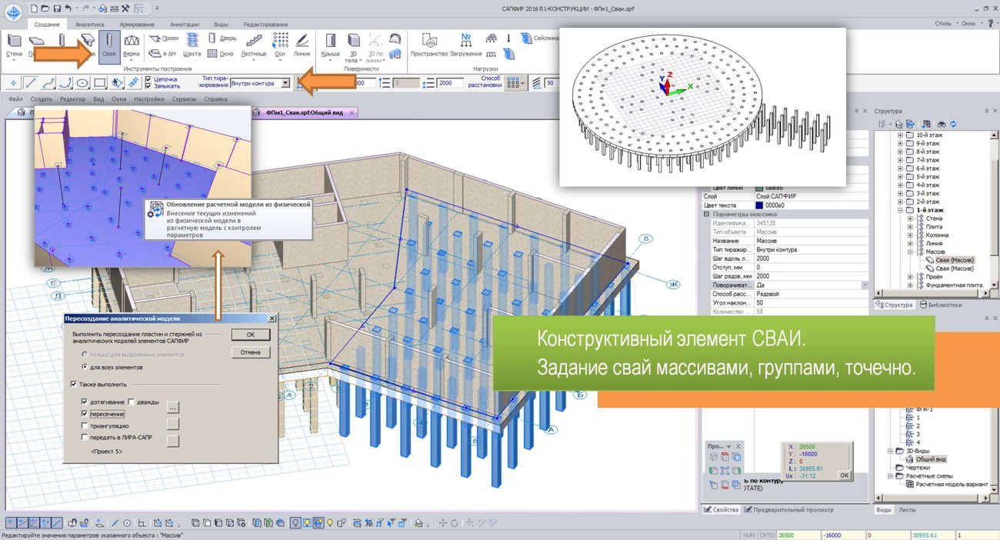 САПФИР 2016 R1-КОНСТРУКЦИИ - ФПн1_Сваи.spf
Создание Аналитика Армирование Виды Редактирование
Стиль Окно ?
Стена Свая Ферма Проем ± ΔH Шахта Дверь Окно Лестница Оси Линия
Крыша 3D тела 3D по линии Пространство Загружения Сейсмика
Инструменты построения Поверхности Нагрузки
Цепочка
Замыкать
Тип тира-
жирования Внутри контура
3 2000
Способ
расстановки
50
Файл Создать Редактор Вид Окна Настройки Сервисы Справка
ФПм1_Сваи.spf:Общий вид
Обновление расчетной модели из физической
Внесение текущих изменений
из физической модели в
расчетную модель с контролем
параметров
Z
Y
X
Пересоздание аналитической модели
Выполнить пересоздание пластин и стержней из
аналитических моделей элементов САПФИР
OK
Отмена
только для выделенных элементов
для всех элементов
Также выполнить
дотягивание дважды ...
пересечение
триангуляцию ...
передать в ЛИРА-САПР ...
<Проект 5>
Е
Д
Б
Ж
Б
А
Цвет линии
Слой Слой САПФИР
Цвет текста 0000a0
Параметры массива
Идентифика... 345135
Тип объекта Массив
Название Массив
Тип тиражир... Внутри контура
Шаг вдоль л... 2000
Отступ, мм 0
Шаг рядов, мм 2000
Поворачиват... Да
Способ расс... Рядовой
Угол наклон... 50
Количество ... 58
Структура
10-й этаж
9-й этаж
8-й этаж
7-й этаж
6-й этаж
5-й этаж
4-й этаж
3-й этаж
2-й этаж
1-й этаж
Стена
Плита
Колонна
Линия
Массив
Свая (Массив)
Свая (Массив)
Проём
Фундаментная плита
Структура Библиотеки
Конструктивный элемент СВАИ.
Задание свай массивами, группами, точечно.
ФПн-1
1
2
3
4
3D-Виды
Общий вид
Чертежи
Расчётные схемы
Расчетная модель вариант
Про...
X : 26500
Y : -16000
Z : 0
L : 30955.61
Ux : -31.12
OK
ь по контуру
ЭТАТЕ)
Свойства Предварительный просмотр
Виды Листы
Редактируйте значения параметров указанного объекта : "Массив"
NUM ОРТО 26500 -16000 0 30955.61 1